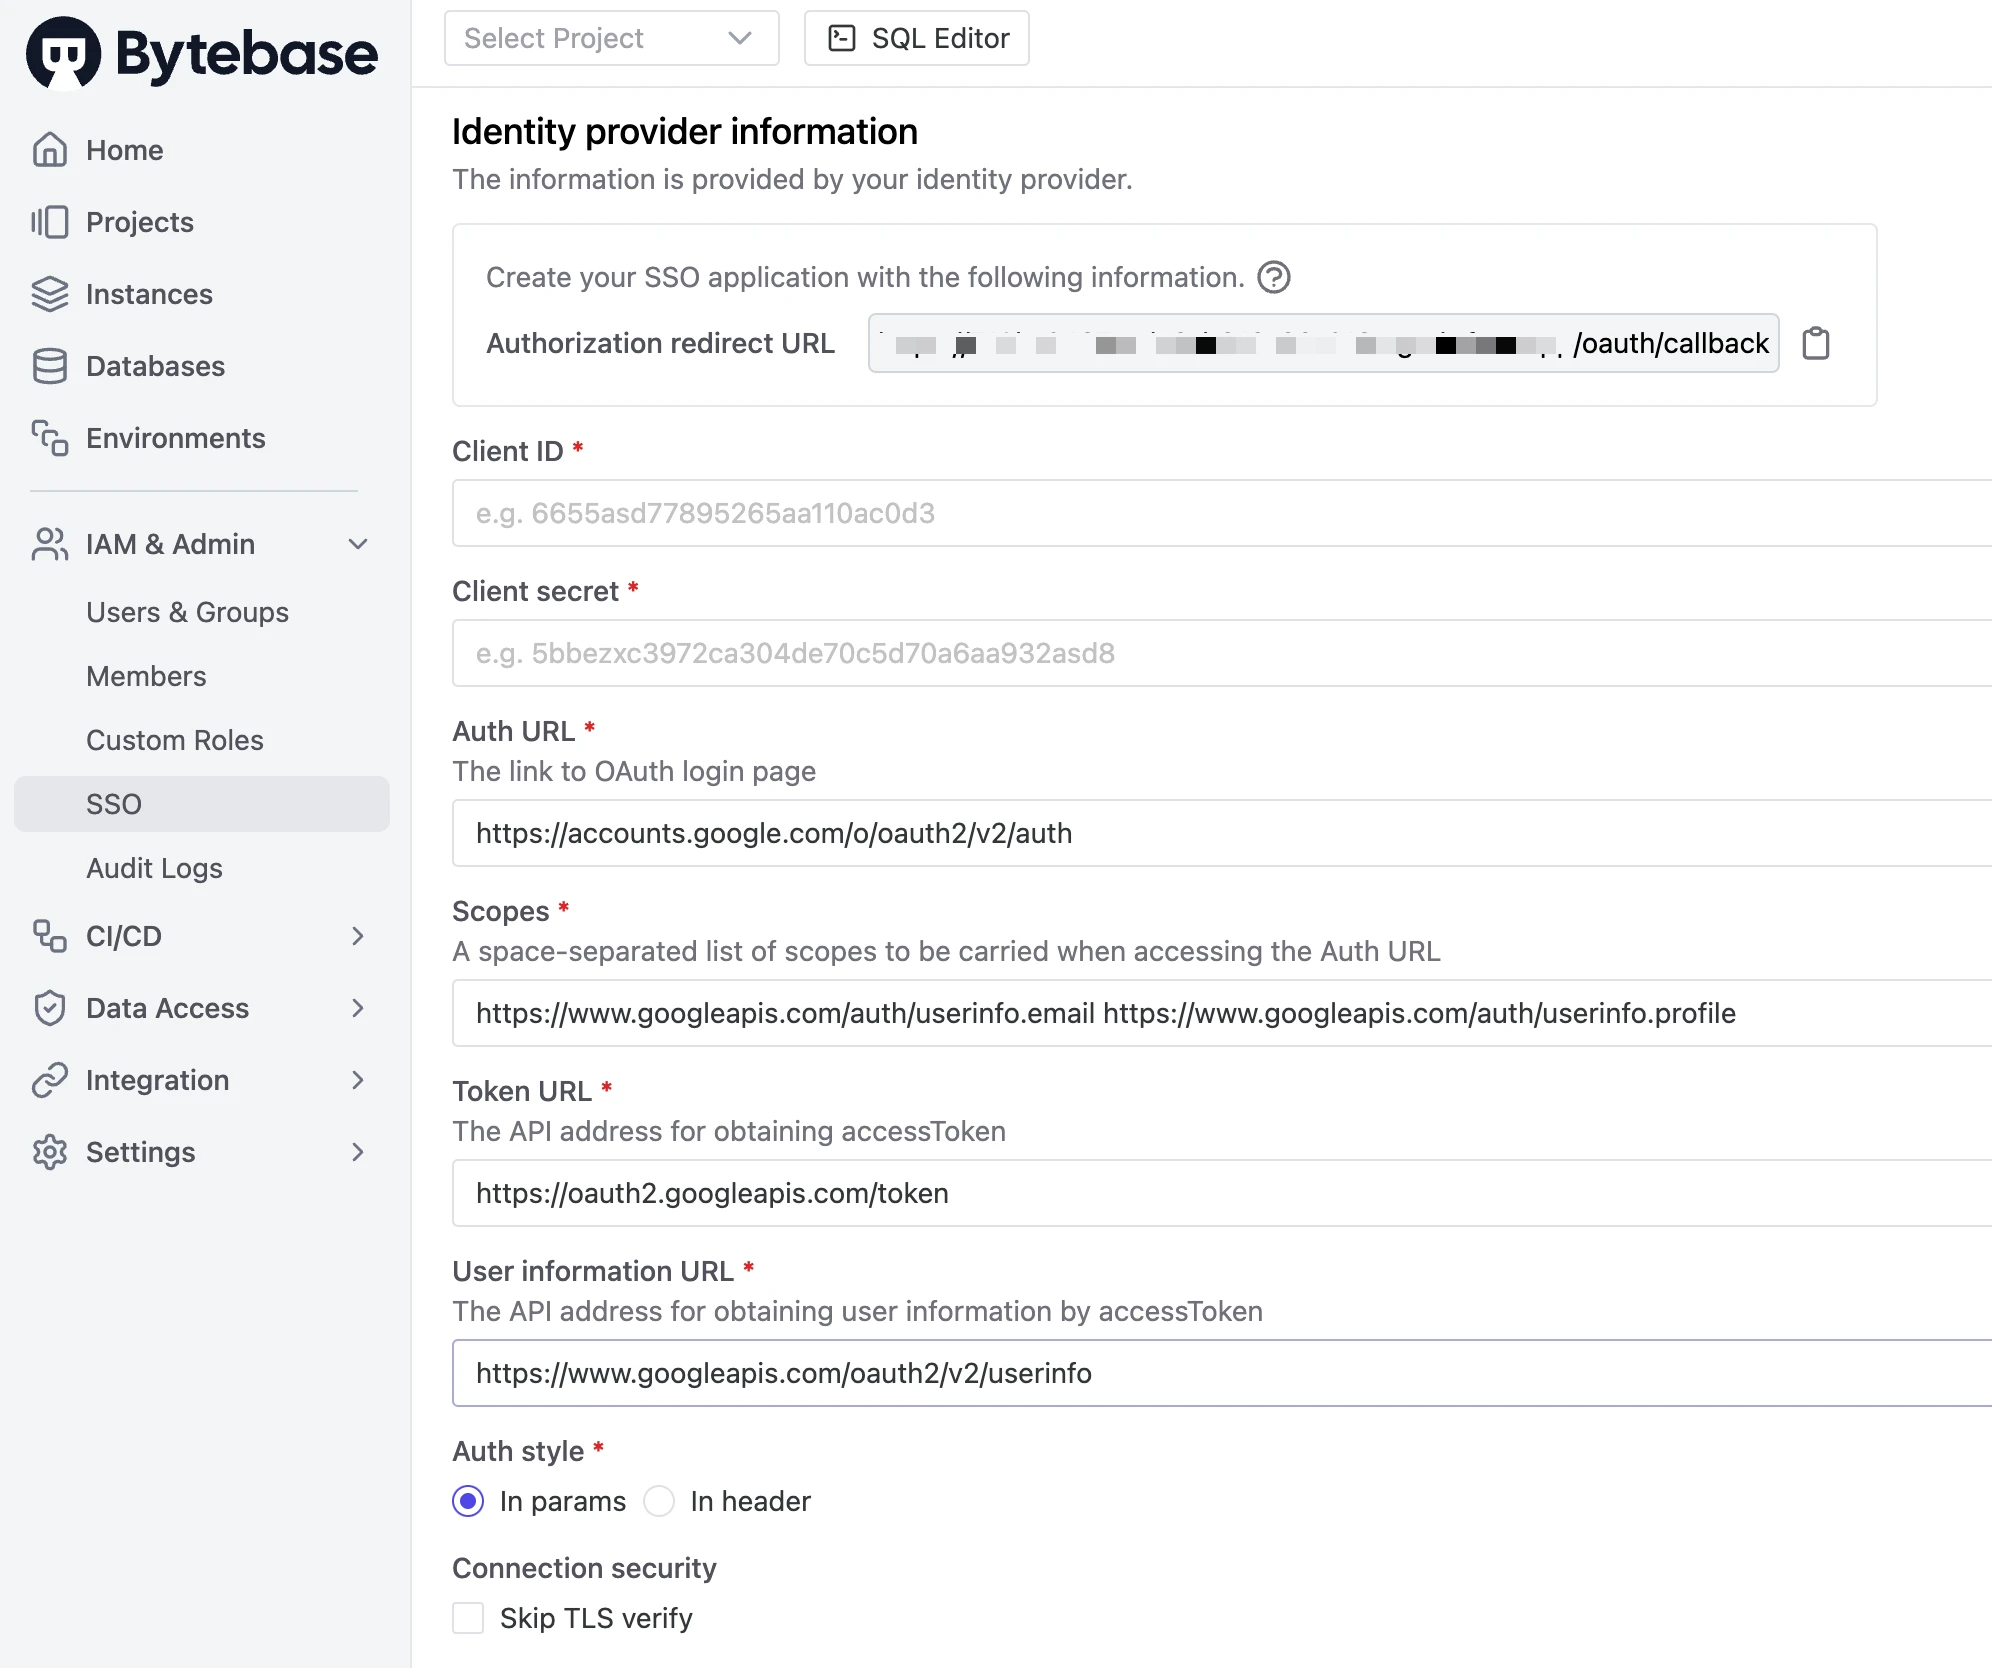 Bytebase
Select Project
SQL Editor
Home
Projects
Instances
Databases
Environments
IAM & Admin
Users & Groups
Members
Custom Roles
SSO
Audit Logs
CI/CD
Data Access
Integration
Settings
Identity provider information
The information is provided by your identity provider.
Create your SSO application with the following information.
Authorization redirect URL /oauth/callback
Client ID *
e.g. 6655asd77895265aa110ac0d3
Client secret *
e.g. 5bbezxc3972ca304de70c5d70a6aa932asd8
Auth URL *
The link to OAuth login page
https://accounts.google.com/o/oauth2/v2/auth
Scopes *
A space-separated list of scopes to be carried when accessing the Auth URL
https://www.googleapis.com/auth/userinfo.email https://www.googleapis.com/auth/userinfo.profile
Token URL *
The API address for obtaining accessToken
https://oauth2.googleapis.com/token
User information URL *
The API address for obtaining user information by accessToken
https://www.googleapis.com/oauth2/v2/userinfo
Auth style *
In params In header
Connection security
Skip TLS verify